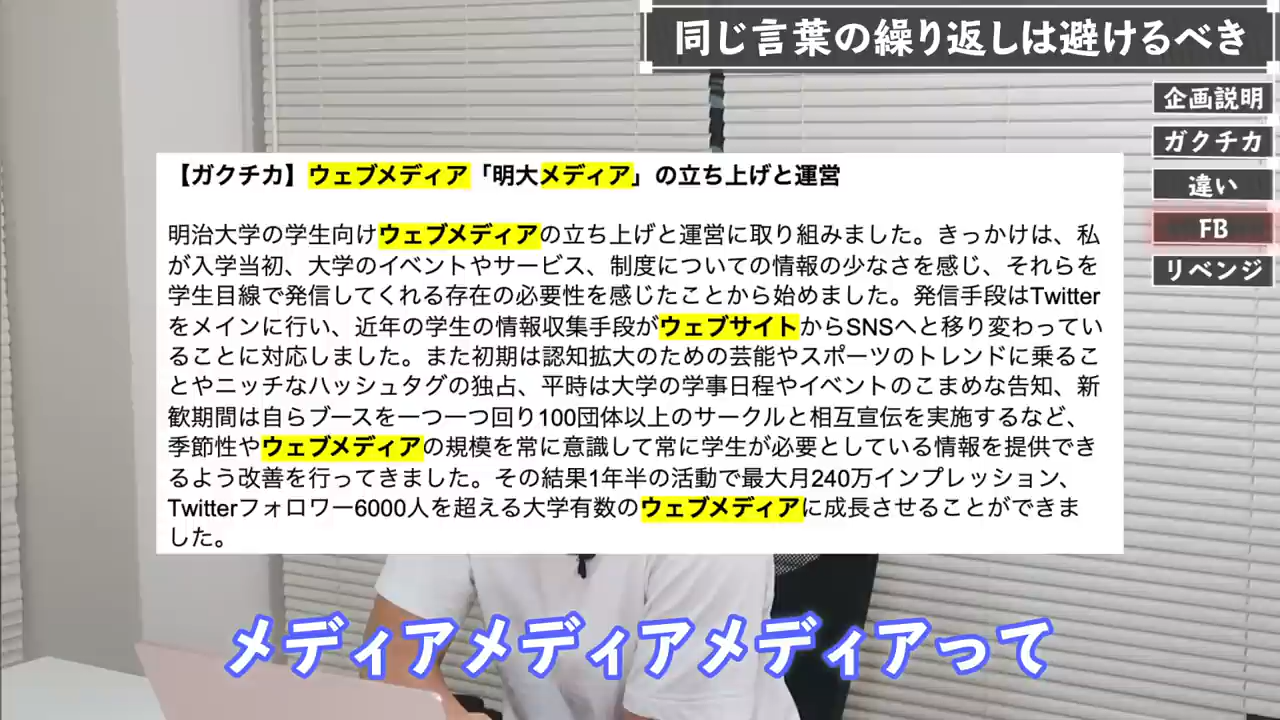 同じ言葉の繰り返しは避けるべき
企画説明
ガクチカ
違い
FB
リベンジ
【ガクチカ】ウェブメディア「明大メディア」の立ち上げと運営
明治大学の学生向けウェブメディアの立ち上げと運営に取り組みました。きっかけは、私
が入学当初、大学のイベントやサービス、制度についての情報の少なさを感じ、それらを
学生目線で発信してくれる存在の必要性を感じたことから始めました。発信手段はTwitter
をメインに行い、近年の学生の情報収集手段がウェブサイトからSNSへと移り変わってい
ることに対応しました。また初期は認知拡大のための芸能やスポーツのトレンドに乗るこ
とやニッチなハッシュタグの独占、平時は大学の学事日程やイベントのこまめな告知、新
歓期間は自らブースを一つ一つ回り100団体以上のサークルと相互宣伝を実施するなど、
季節性やウェブメディアの規模を常に意識して常に学生が必要としている情報を提供でき
るよう改善を行ってきました。その結果1年半の活動で最大月240万インプレッション、
Twitterフォロワー6000人を超える大学有数のウェブメディアに成長させることができま
した。
メディアメディアメディアって